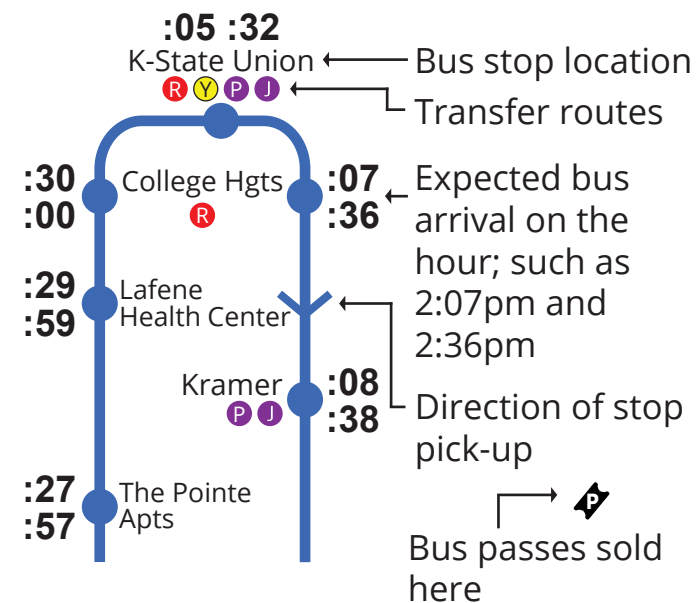 :05 :32
K-State Union
R Y P J
Bus stop location
Transfer routes
:30
:00
College Hgts
R
:07
:36
Expected bus
arrival on the
hour; such as
2:07pm and
2:36pm
:29
:59
Lafene
Health Center
Kramer
P J
:08
:38
Direction of stop
pick-up
:27
:57
The Pointe
Apts
P
Bus passes sold
here